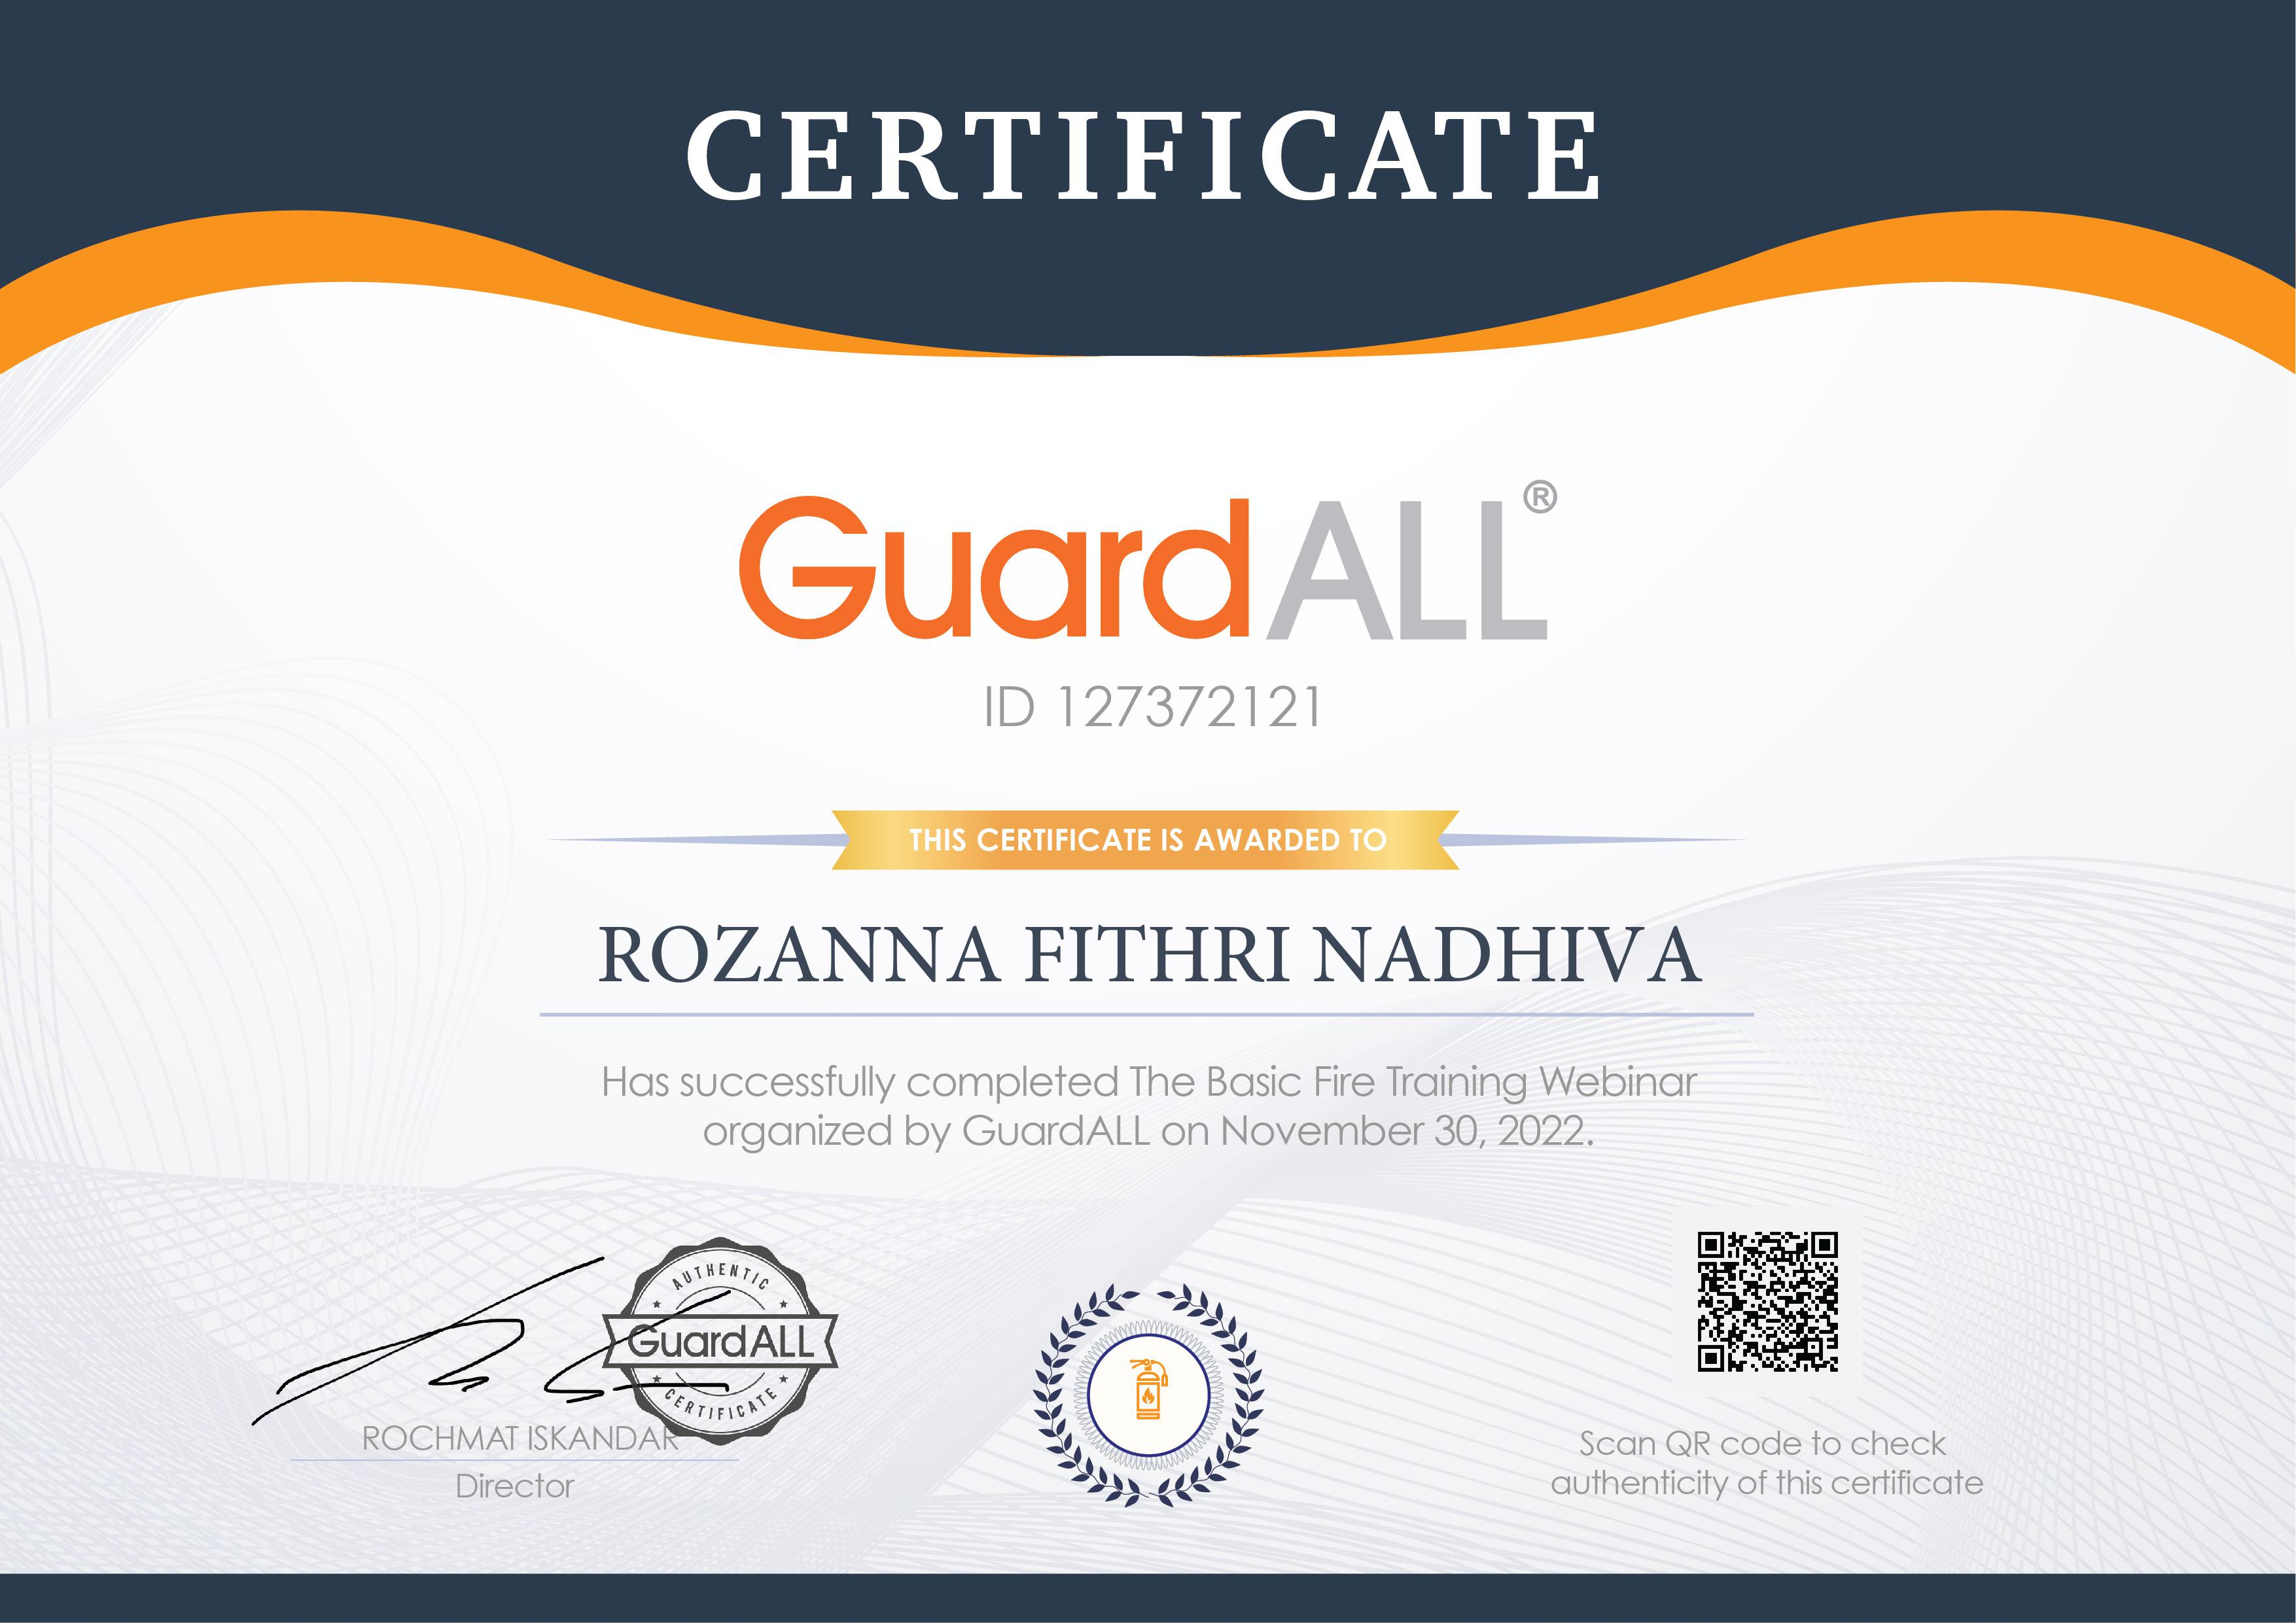 CERTIFICATE
GuardALL®
ID 127372121
THIS CERTIFICATE IS AWARDED TO
ROZANNA FITHRI NADHIVA
Has successfully completed The Basic Fire Training Webinar
organized by GuardALL on November 30, 2022.
AUTHENTIC
GuardALL
CERTIFICATE
ROCHMAT ISKANDAR
Director
Scan QR code to check
authenticity of this certificate